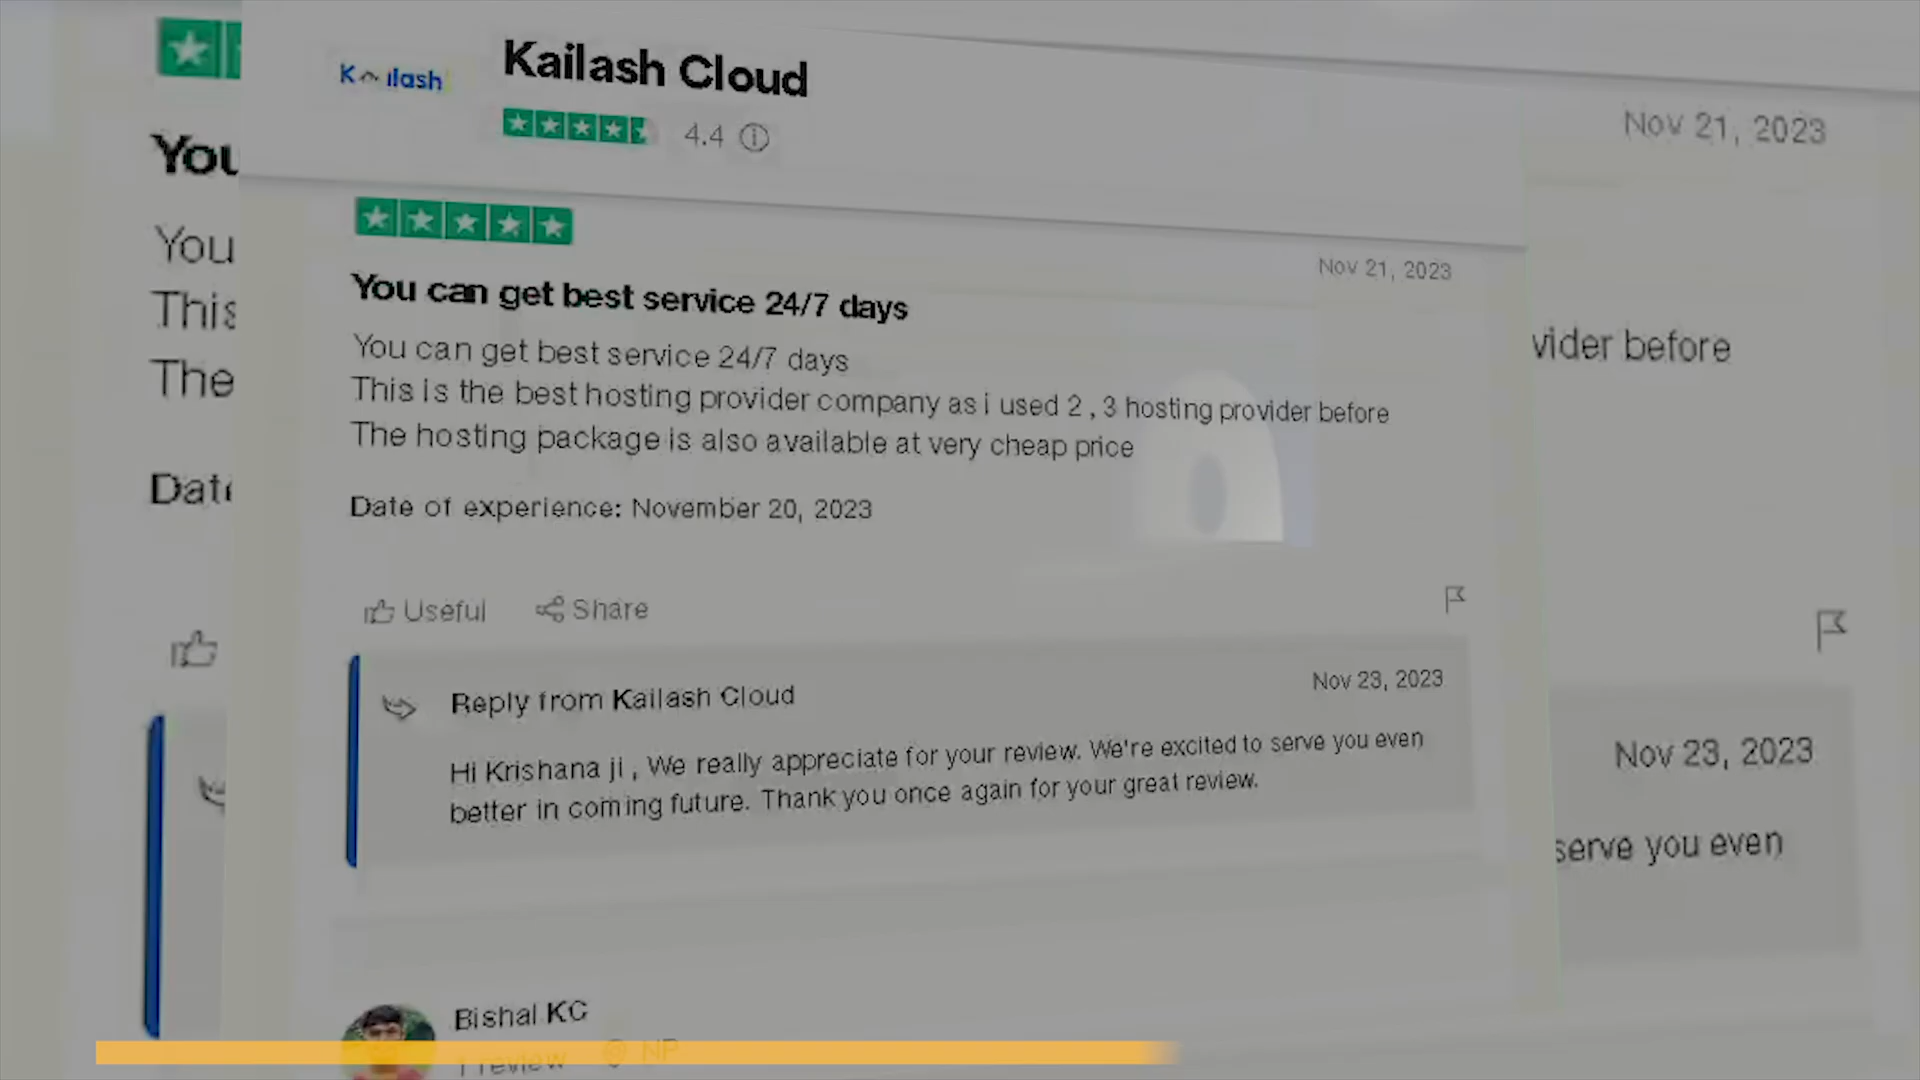 Kailash Cloud
4.4
Nov 21, 2023
You can get best service 24/7 days
Nov 21, 2023
You can get best service 24/7 days
This is the best hosting provider company as i used 2 , 3 hosting provider before
The hosting package is also available at very cheap price
Date of experience: November 20, 2023
Useful
Share
Reply from Kailash Cloud
Nov 23, 2023
Hi Krishana ji , We really appreciate for your review. We're excited to serve you even
better in coming future. Thank you once again for your great review.
Bishal KC
1 review NP
You
This
The
before
Nov 23, 2023
serve you even